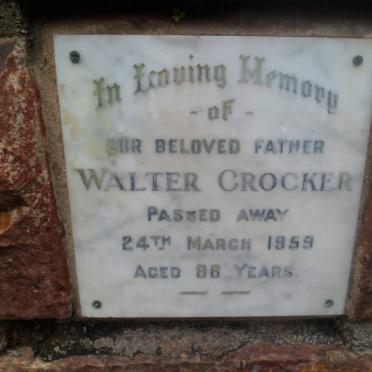 In Loving Memory
- of -
OUR BELOVED FATHER
WALTER CROCKER
PASSED AWAY
24TH MARCH 1959
AGED 86 YEARS.